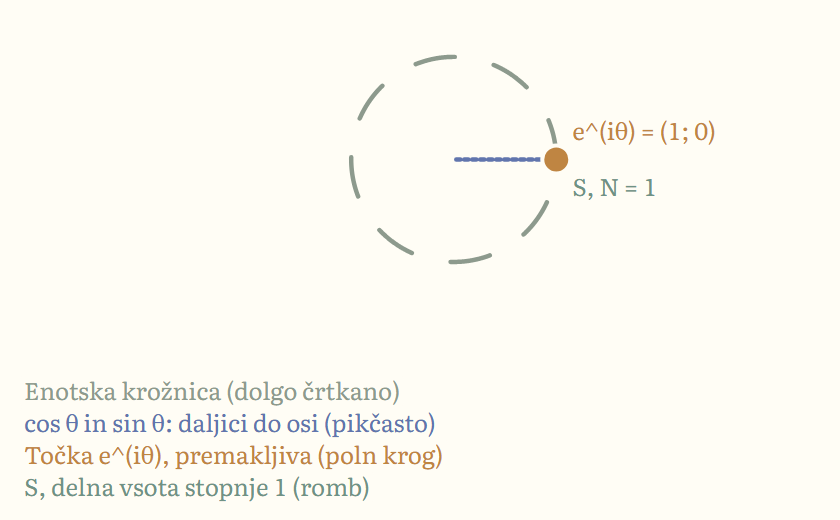 e^(iθ) = (1; 0)
S, N = 1
Enotska krožnica (dolgo črtkano)
cos θ in sin θ: daljici do osi (pikčasto)
Točka e^(iθ), premakljiva (poln krog)
S, delna vsota stopnje 1 (romb)